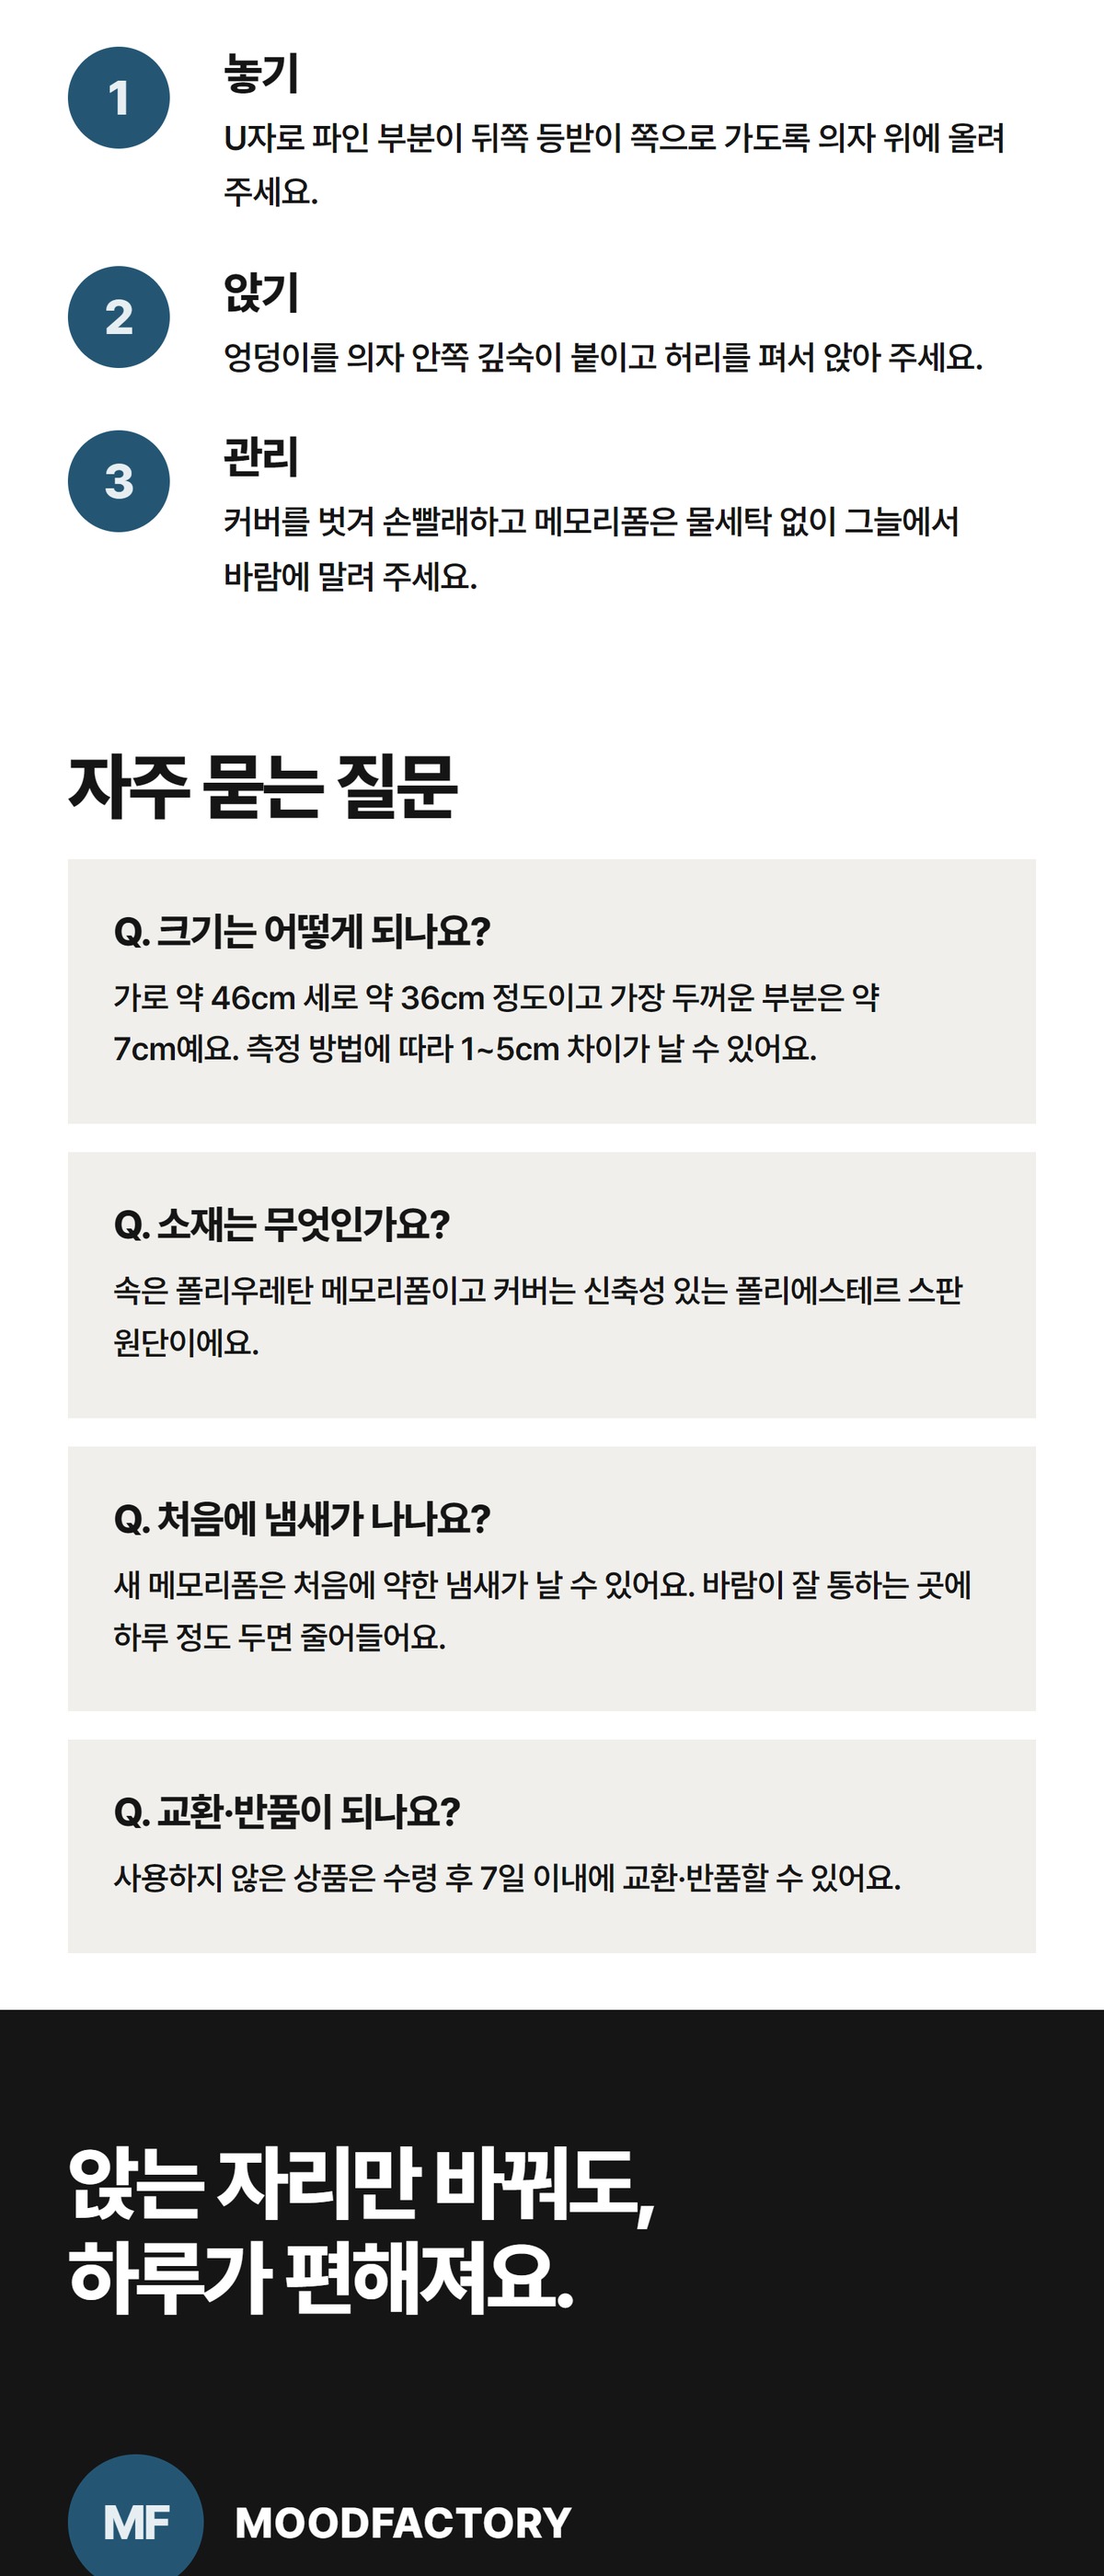 1
놓기
U자로 파인 부분이 뒤쪽 등받이 쪽으로 가도록 의자 위에 올려
주세요.
2
앉기
엉덩이를 의자 안쪽 깊숙이 붙이고 허리를 펴서 앉아 주세요.
3
관리
커버를 벗겨 손빨래하고 메모리폼은 물세탁 없이 그늘에서
바람에 말려 주세요.
자주 묻는 질문
Q. 크기는 어떻게 되나요?
가로 약 46cm 세로 약 36cm 정도이고 가장 두꺼운 부분은 약
7cm예요. 측정 방법에 따라 1~5cm 차이가 날 수 있어요.
Q. 소재는 무엇인가요?
속은 폴리우레탄 메모리폼이고 커버는 신축성 있는 폴리에스테르 스판
원단이에요.
Q. 처음에 냄새가 나나요?
새 메모리폼은 처음에 약한 냄새가 날 수 있어요. 바람이 잘 통하는 곳에
하루 정도 두면 줄어들어요.
Q. 교환·반품이 되나요?
사용하지 않은 상품은 수령 후 7일 이내에 교환·반품할 수 있어요.
앉는 자리만 바꿔도,
하루가 편해져요.
MF MOODFACTORY